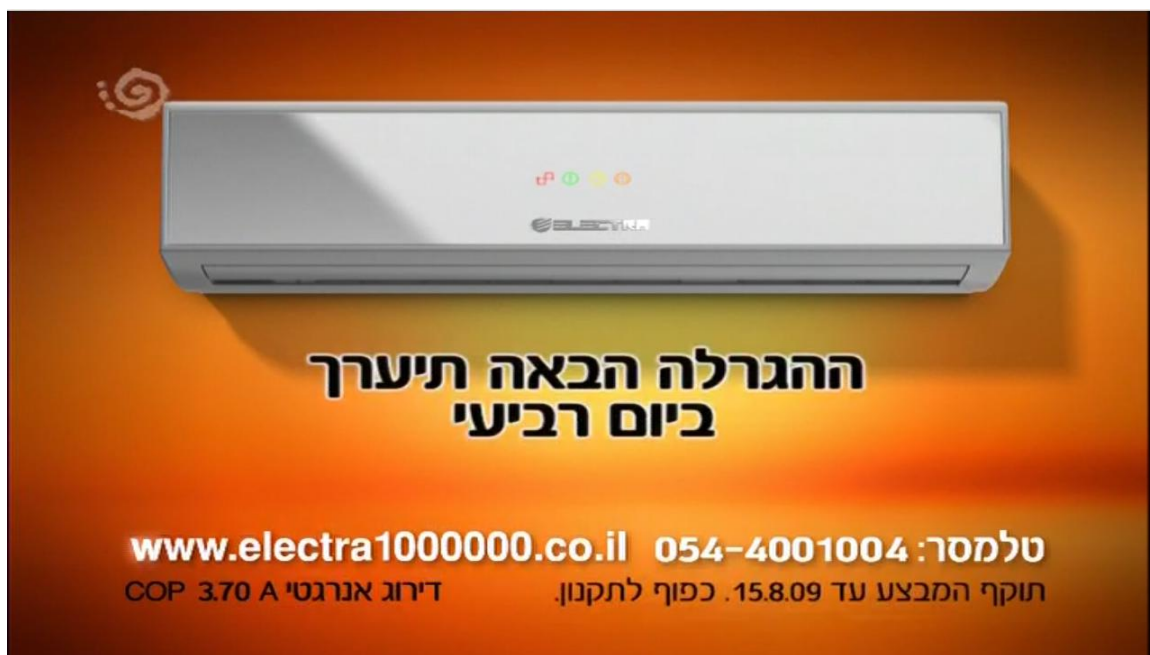 ELECTRA
ההגרלה הבאה תיערך
ביום רביעי
טלמסר: 054-4001004 www.electra1000000.co.il
תוקף המבצע עד 15.8.09. כפוף לתקנון. דירוג אנרגטי COP 3.70 A